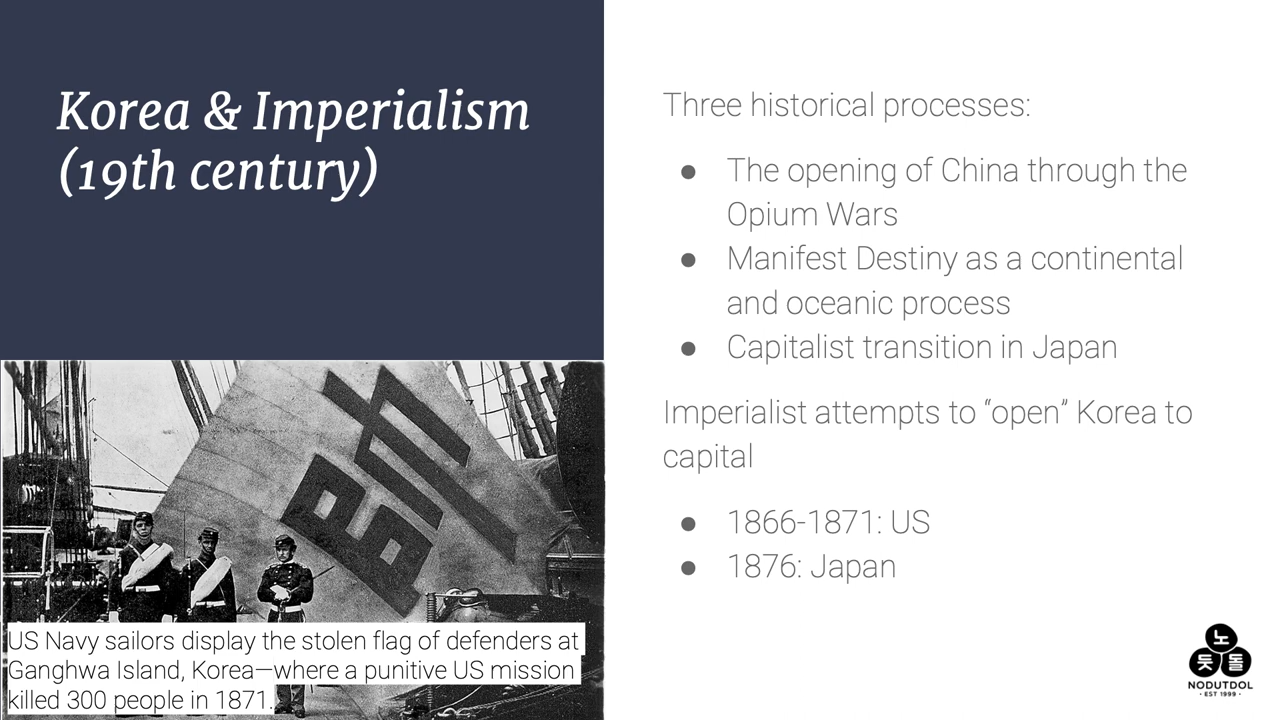 Korea & Imperialism
(19th century)
Three historical processes:
● The opening of China through the
Opium Wars
● Manifest Destiny as a continental
and oceanic process
● Capitalist transition in Japan
Imperialist attempts to “open” Korea to
capital
● 1866-1871: US
● 1876: Japan
US Navy sailors display the stolen flag of defenders at
Ganghwa Island, Korea—where a punitive US mission
killed 300 people in 1871.
노
둣 돌
NODUTDOL
· EST 1999 ·